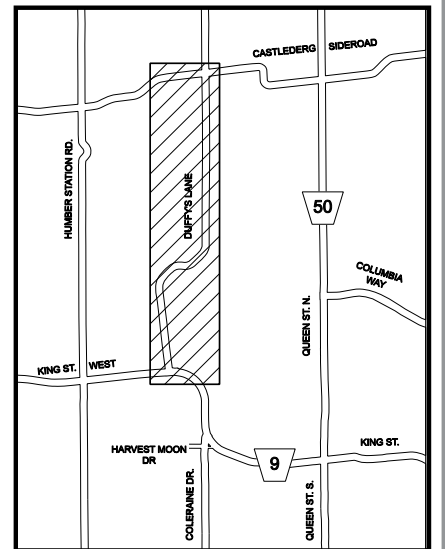 CASTLEDERG SIDEROAD
HUMBER STATION RD.
DUFFY'S LANE
50
COLUMBIA
WAY
QUEEN ST. N.
KING ST. WEST
HARVEST MOON
DR
COLERAINE DR.
9
KING ST.
QUEEN ST. S.